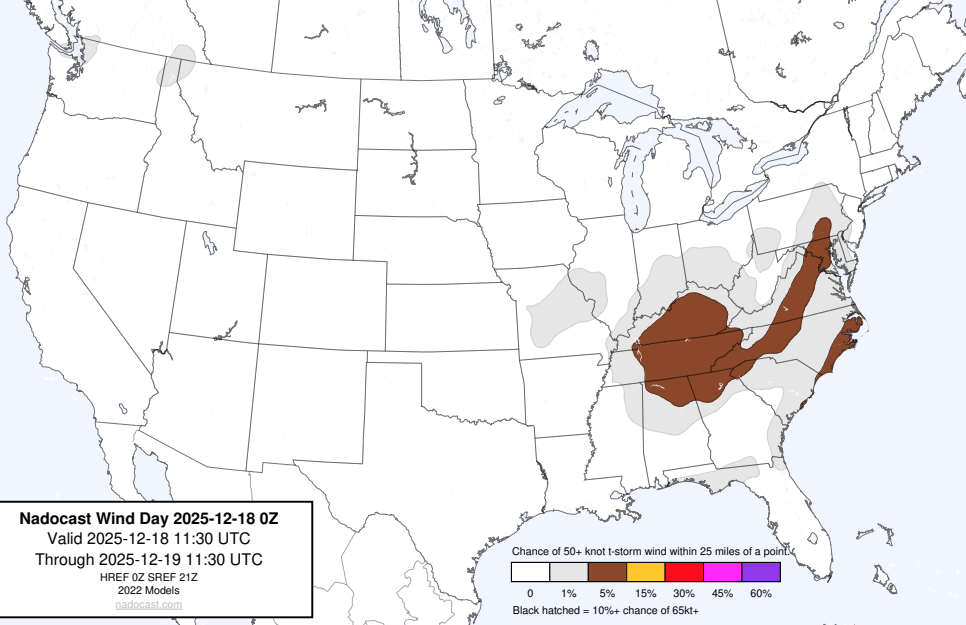 Nadocast Wind Day 2025-12-18 0Z
Valid 2025-12-18 11:30 UTC
Through 2025-12-19 11:30 UTC
HREF 0Z SREF 21Z
2022 Models
nadocast.com
Chance of 50+ knot t-storm wind within 25 miles of a point.
0 1% 5% 15% 30% 45% 60%
Black hatched = 10%+ chance of 65kt+